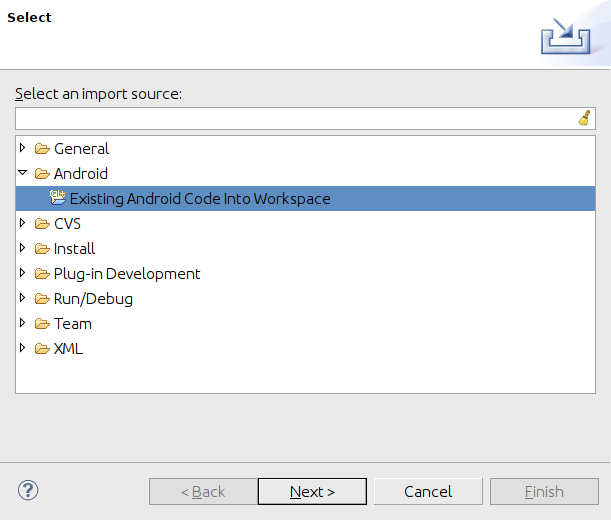 Select
Select an import source:
General
Android
Existing Android Code Into Workspace
CVS
Install
Plug-in Development
Run/Debug
Team
XML
?
< Back
Next >
Cancel
Finish